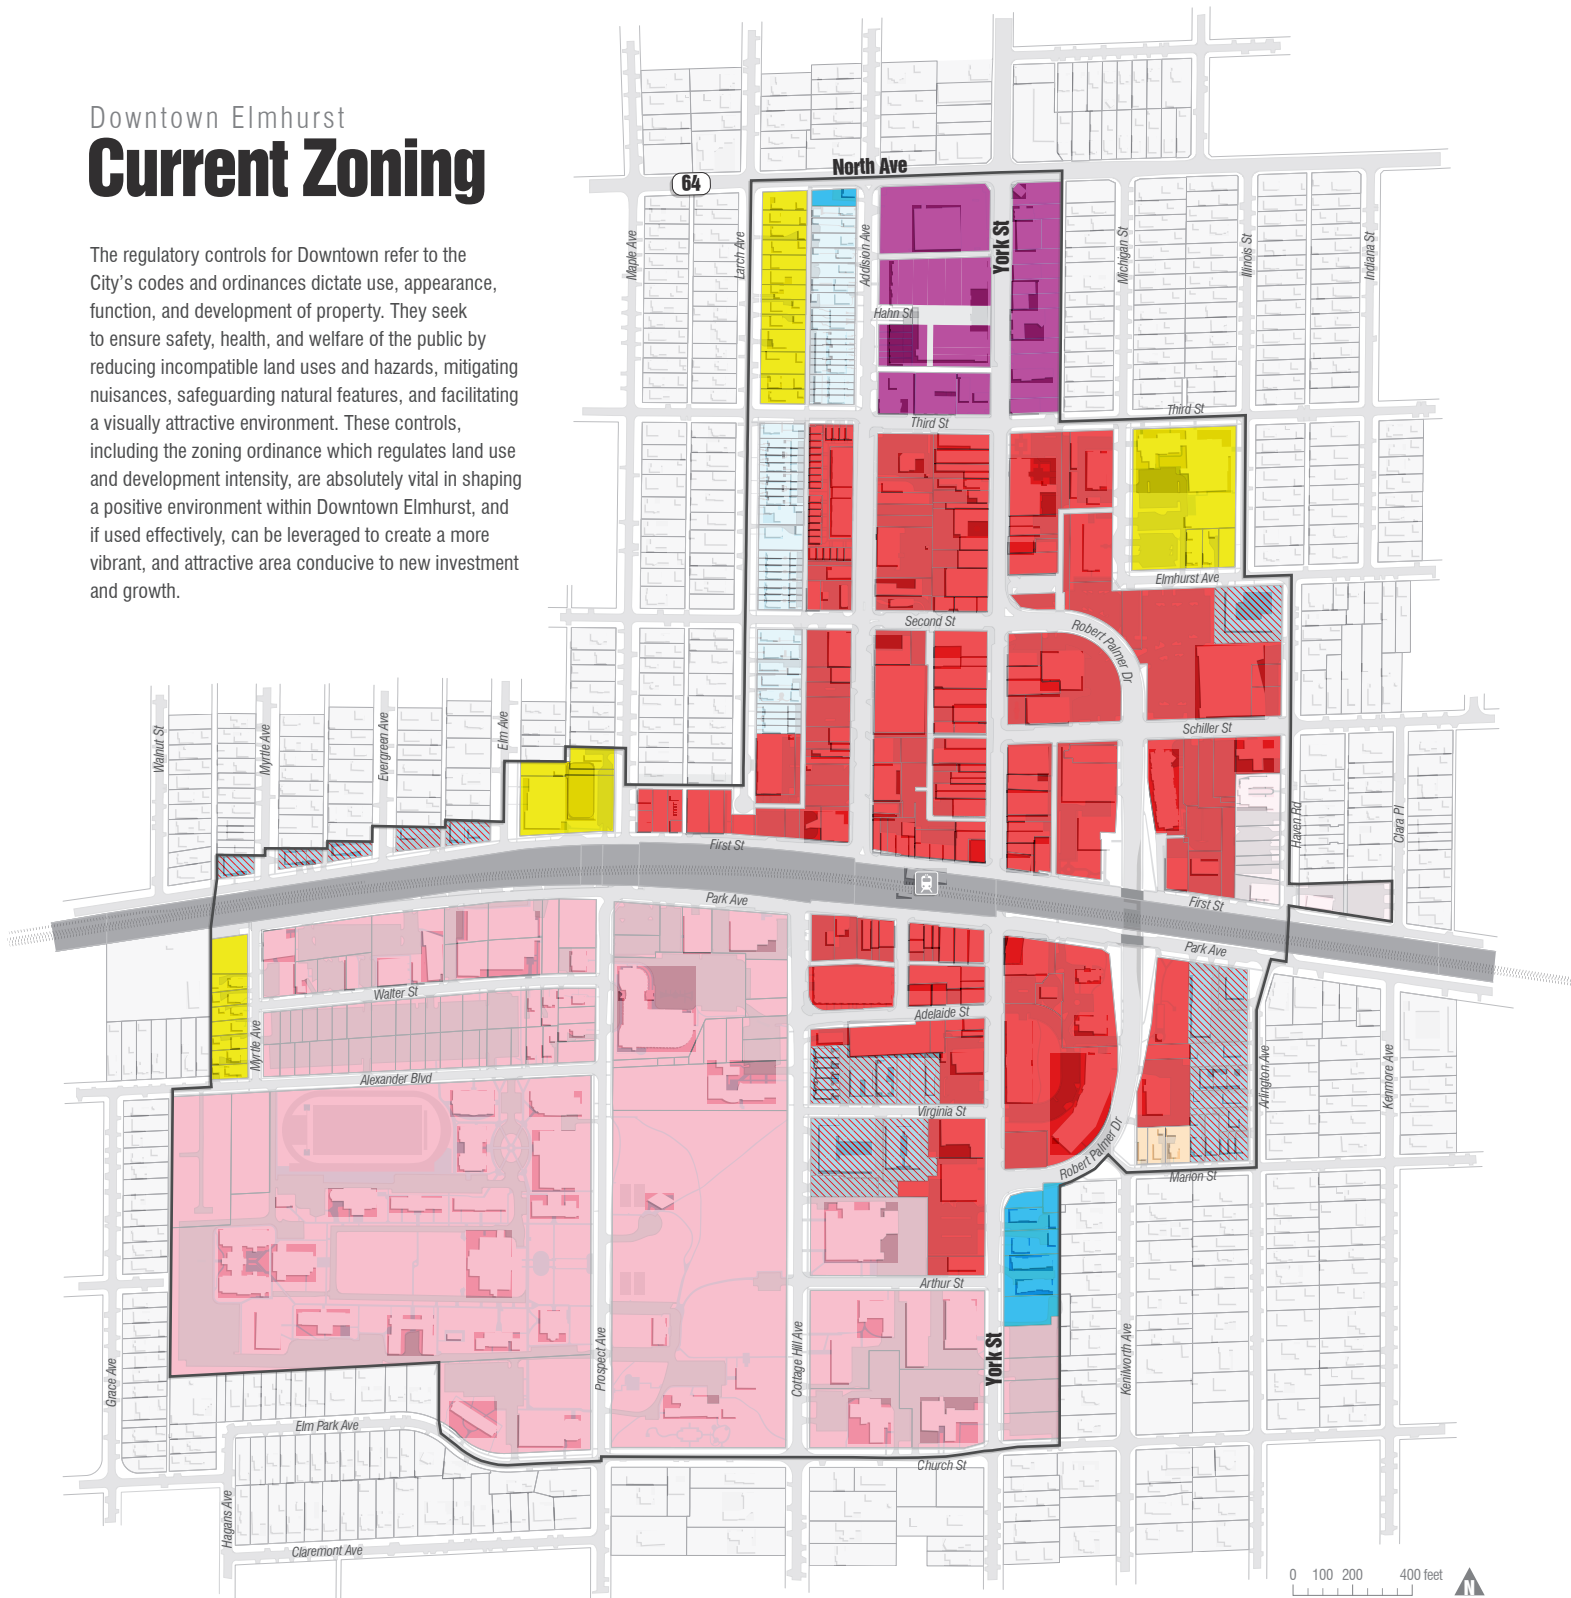 Downtown Elmhurst
Current Zoning
The regulatory controls for Downtown refer to the
City's codes and ordinances dictate use, appearance,
function, and development of property. They seek
to ensure safety, health, and welfare of the public by
reducing incompatible land uses and hazards, mitigating
nuisances, safeguarding natural features, and facilitating
a visually attractive environment. These controls,
including the zoning ordinance which regulates land use
and development intensity, are absolutely vital in shaping
a positive environment within Downtown Elmhurst, and
if used effectively, can be leveraged to create a more
vibrant, and attractive area conducive to new investment
and growth.
North Ave
64
Maple Ave
Larch Ave
Addision Ave
York St
Michigan St
Illinois St
Indiana St
Hahn St
Third St
Third St
Elmhurst Ave
Second St
Robert Palmer Dr
Walnut St
Myrtle Ave
Evergreen Ave
Elm Ave
Schiller St
Haven Rd
Clara Pl
First St
First St
Park Ave
Park Ave
Walter St
Adelaide St
Myrtle Ave
Alexander Blvd
Virginia St
Arlington Ave
Kenmore Ave
Robert Palmer Dr
Marion St
Arthur St
Grace Ave
Prospect Ave
Cottage Hill Ave
York St
Kenilworth Ave
Elm Park Ave
Church St
Hagans Ave
Claremont Ave
0 100 200 400 feet
N